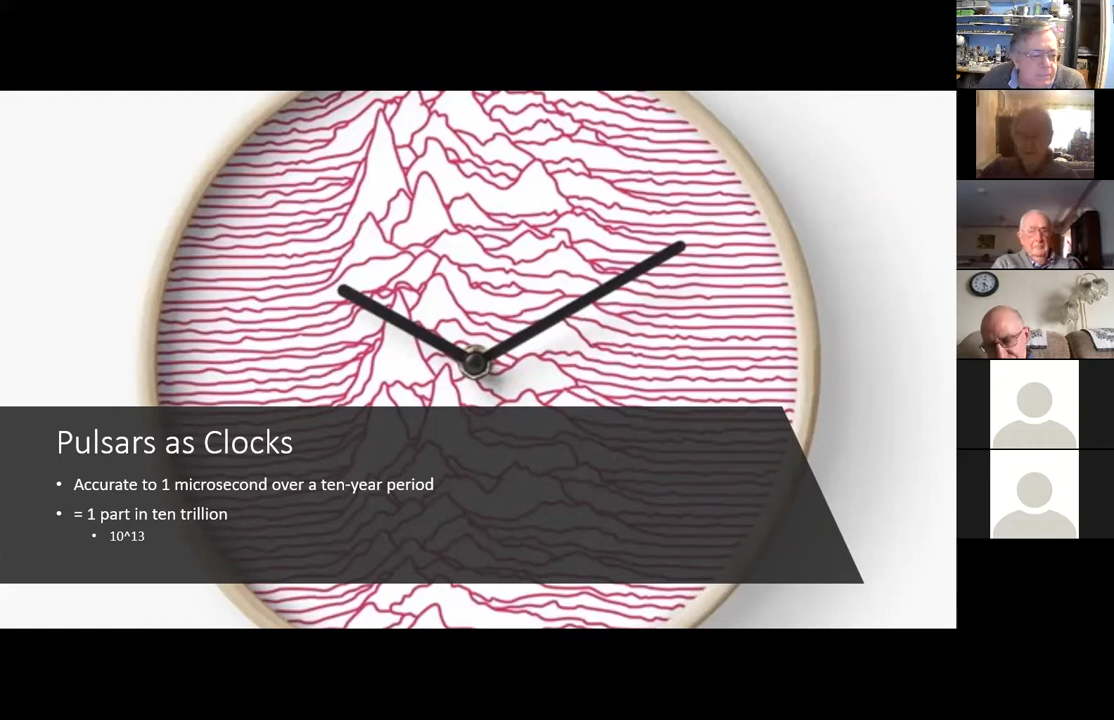 Pulsars as Clocks
• Accurate to 1 microsecond over a ten-year period
• = 1 part in ten trillion
• 10^13